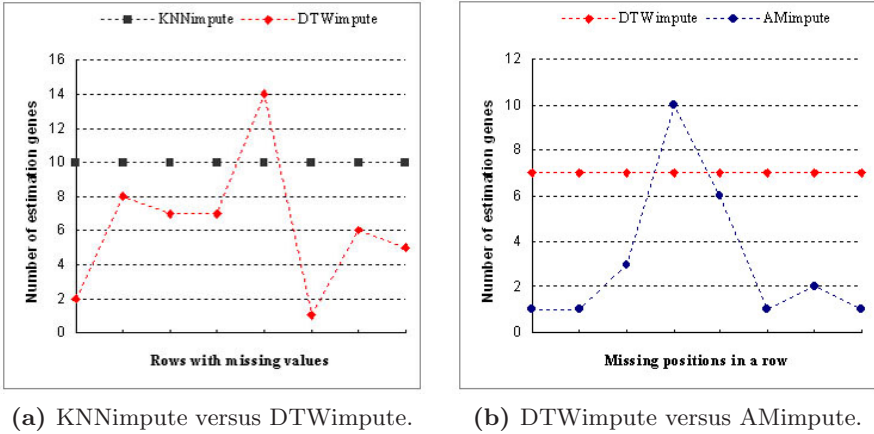 KNNimpute DTWimpute
16
14
12
10
8
6
4
2
0
Number of estimation genes
Rows with missing values
DTWimpute AMimpute
12
10
8
6
4
2
0
Number of estimation genes
Missing positions in a row
(a) KNNimpute versus DTWimpute.
(b) DTWimpute versus AMimpute.